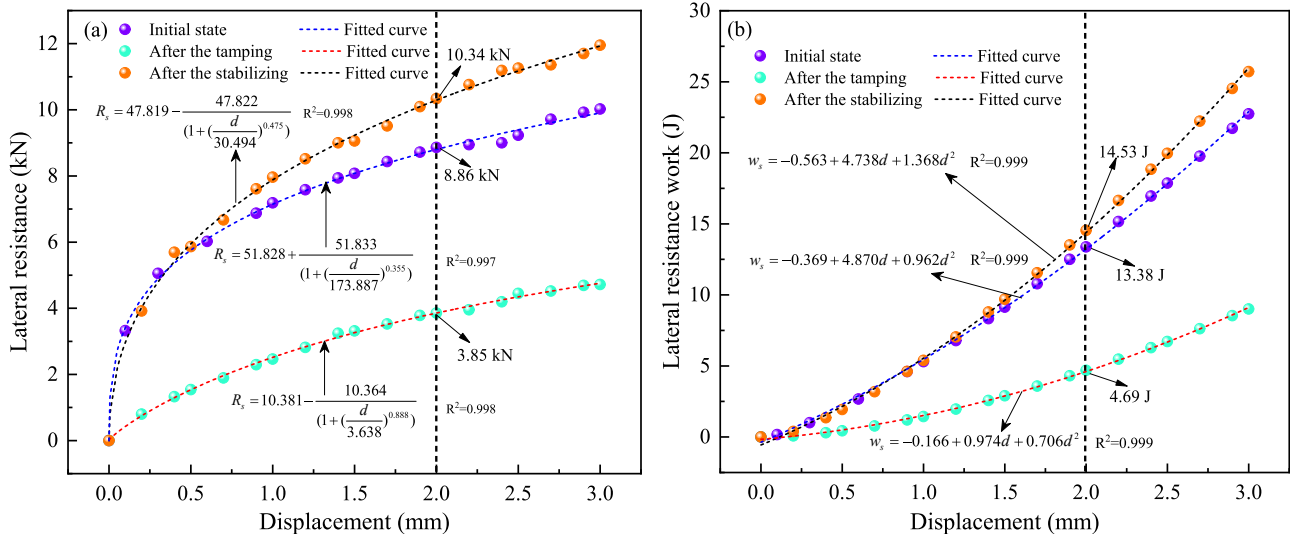 (a)
Initial state
Fitted curve
After the tamping
Fitted curve
After the stabilizing
Fitted curve
10.34 kN
R_s = 47.819 − 47.822 / (1+(d/30.494)^0.475)
R²=0.998
8.86 kN
R_s = 51.828 + 51.833 / (1+(d/173.887)^0.355)
R²=0.997
3.85 kN
R_s = 10.381 − 10.364 / (1+(d/3.638)^0.888)
R²=0.998
12
10
8
6
4
2
0
Lateral resistance (kN)
0.0 0.5 1.0 1.5 2.0 2.5 3.0
Displacement (mm)
(b)
Initial state
Fitted curve
After the tamping
Fitted curve
After the stabilizing
Fitted curve
w_s = −0.563 + 4.738d + 1.368d² R²=0.999
14.53 J
w_s = −0.369 + 4.870d + 0.962d² R²=0.999
13.38 J
4.69 J
w_s = −0.166 + 0.974d + 0.706d² R²=0.999
30
25
20
15
10
5
0
Lateral resistance work (J)
0.0 0.5 1.0 1.5 2.0 2.5 3.0
Displacement (mm)